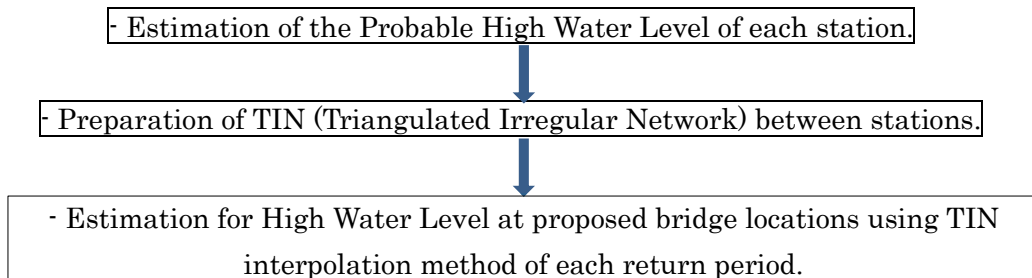 - Estimation of the Probable High Water Level of each station.
- Preparation of TIN (Triangulated Irregular Network) between stations.
- Estimation for High Water Level at proposed bridge locations using TIN
interpolation method of each return period.